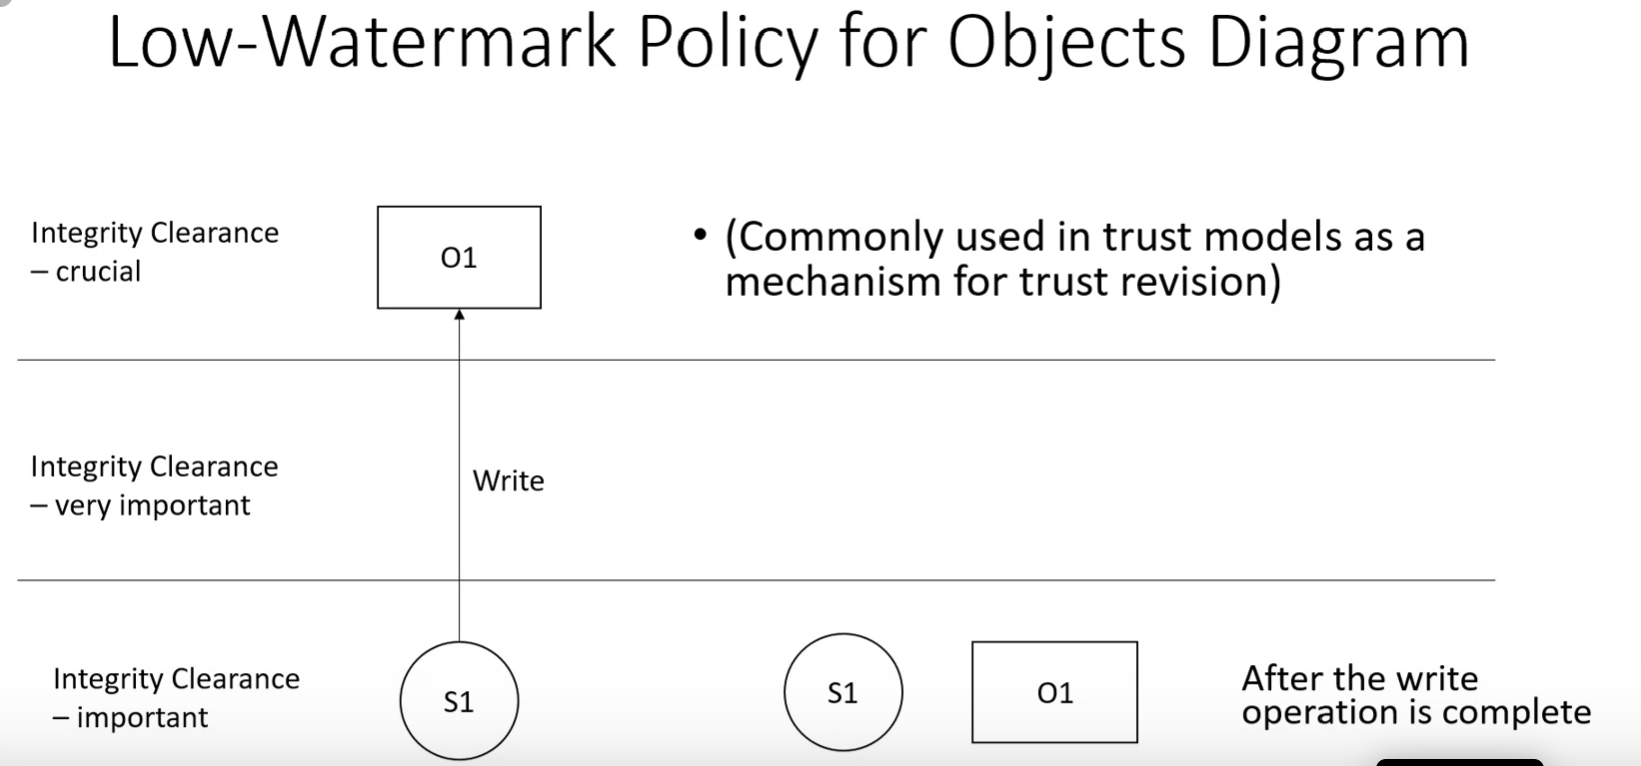 Low-Watermark Policy for Objects Diagram
Integrity Clearance
– crucial
O1
• (Commonly used in trust models as a
mechanism for trust revision)
Integrity Clearance
– very important
Write
Integrity Clearance
– important
S1
S1
O1
After the write
operation is complete